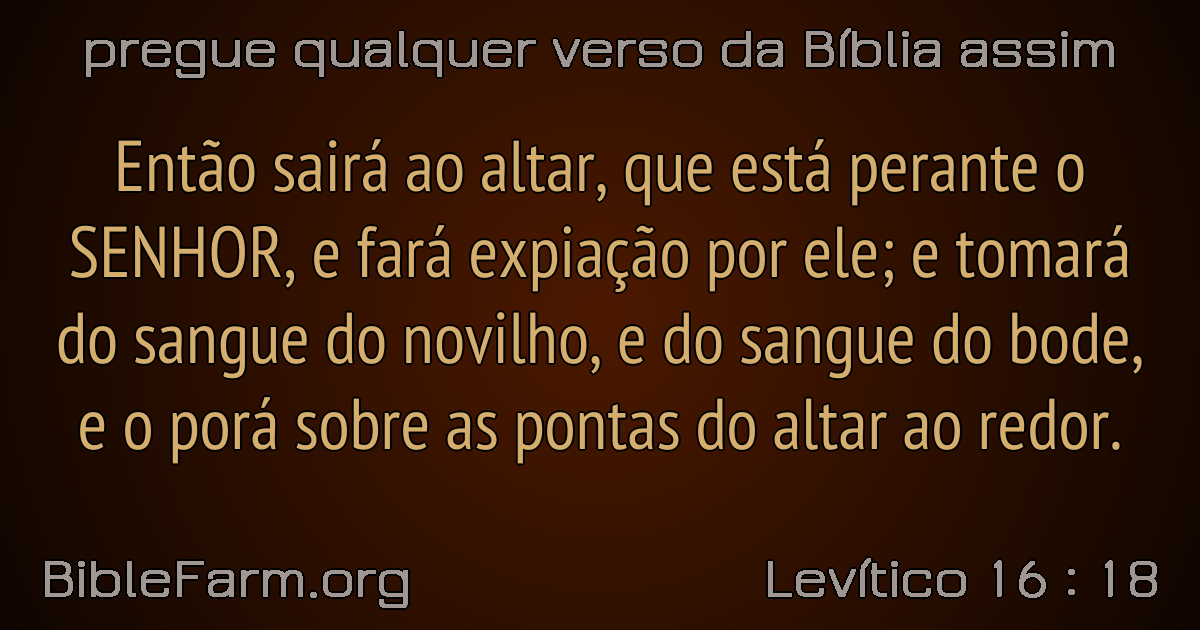 pregue qualquer verso da Bíblia assim
Então sairá ao altar, que está perante o
SENHOR, e fará expiação por ele; e tomará
do sangue do novilho, e do sangue do bode,
e o porá sobre as pontas do altar ao redor.
BibleFarm.org
Levítico 16 : 18